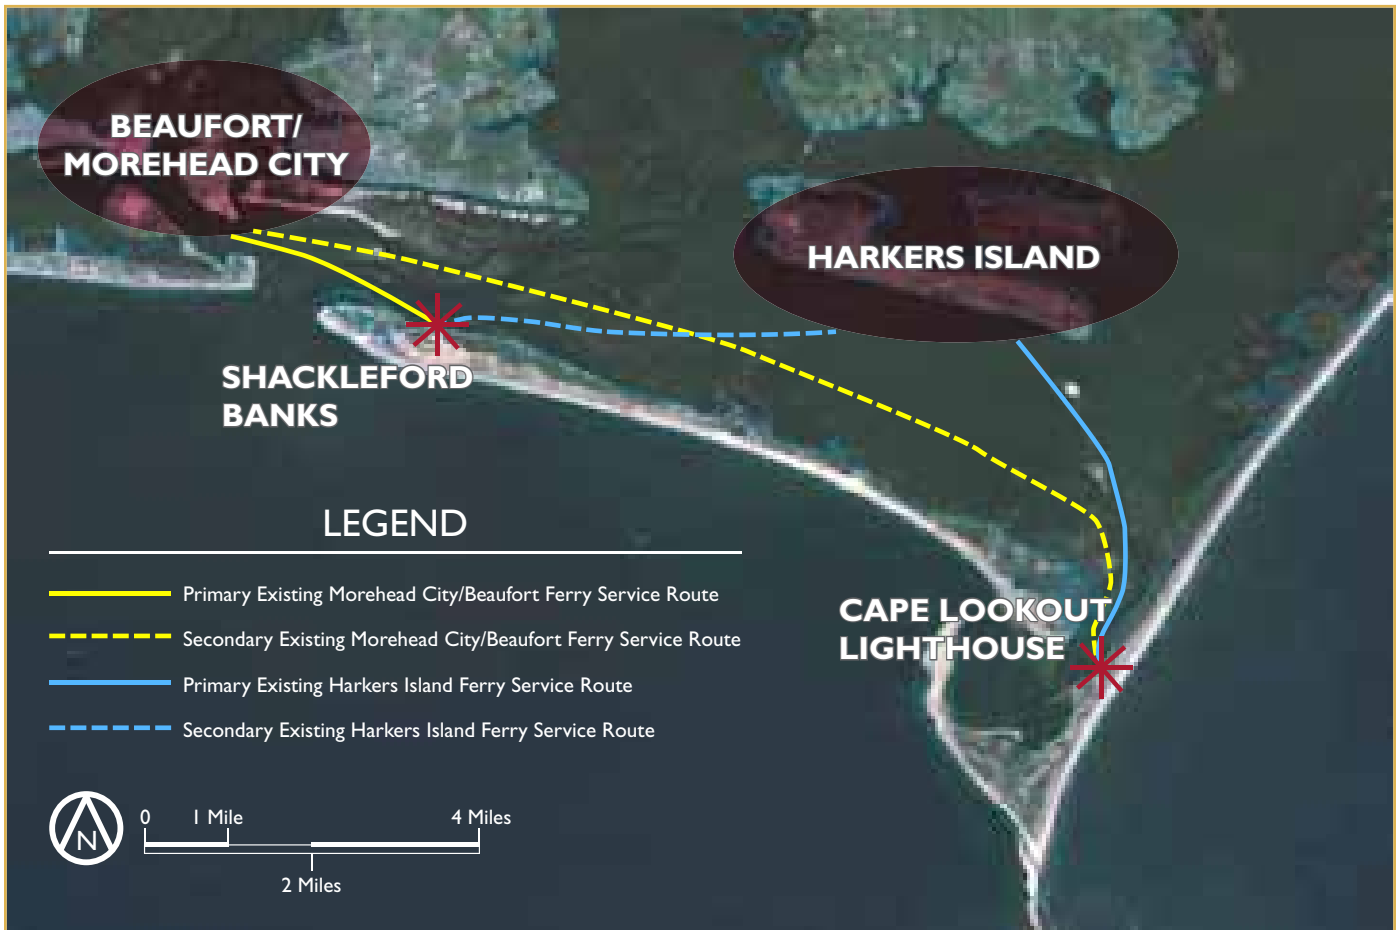 BEAUFORT/
MOREHEAD CITY
HARKERS ISLAND
SHACKLEFORD
BANKS
CAPE LOOKOUT
LIGHTHOUSE
LEGEND
Primary Existing Morehead City/Beaufort Ferry Service Route
Secondary Existing Morehead City/Beaufort Ferry Service Route
Primary Existing Harkers Island Ferry Service Route
Secondary Existing Harkers Island Ferry Service Route
N
0 1 Mile 4 Miles
2 Miles